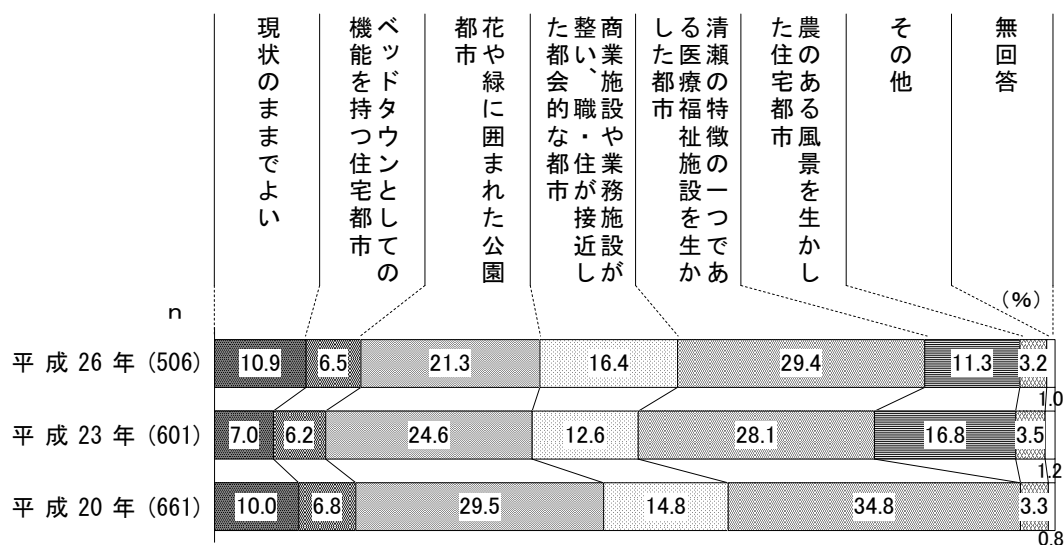 現状のままでよい
ベッドタウンとしての
機能を持つ住宅都市
花や緑に囲まれた公園
都市
商業施設や業務施設が
整い、職・住が接近し
た都会的な都市
清瀬の特徴の一つであ
る医療福祉施設を生か
した都市
農のある風景を生かし
た住宅都市
その他
無回答
(%)
n
平成26年(506) 10.9 6.5 21.3 16.4 29.4 11.3 3.2
1.0
平成23年(601) 7.0 6.2 24.6 12.6 28.1 16.8 3.5
1.2
平成20年(661) 10.0 6.8 29.5 14.8 34.8 3.3
0.8